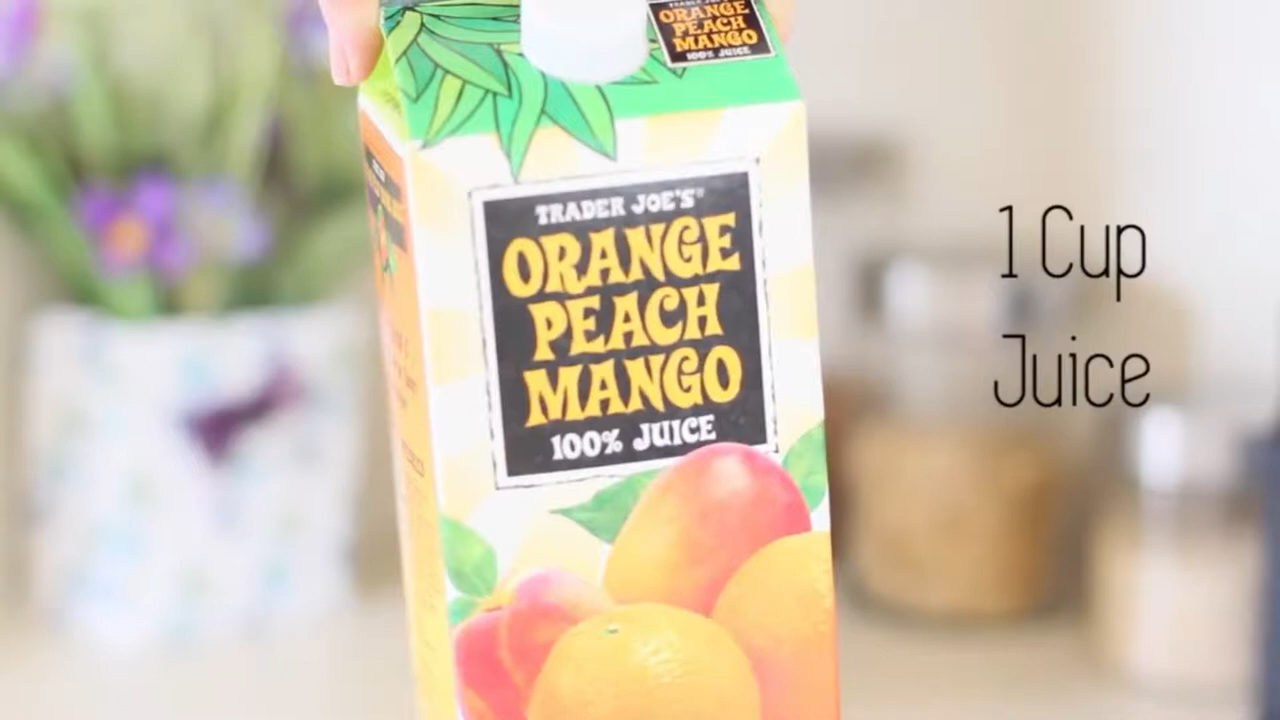 ORANGE
PEACH
MANGO
100% JUICE
TRADER JOE'S
ORANGE
PEACH
MANGO
100% JUICE
1 Cup
Juice